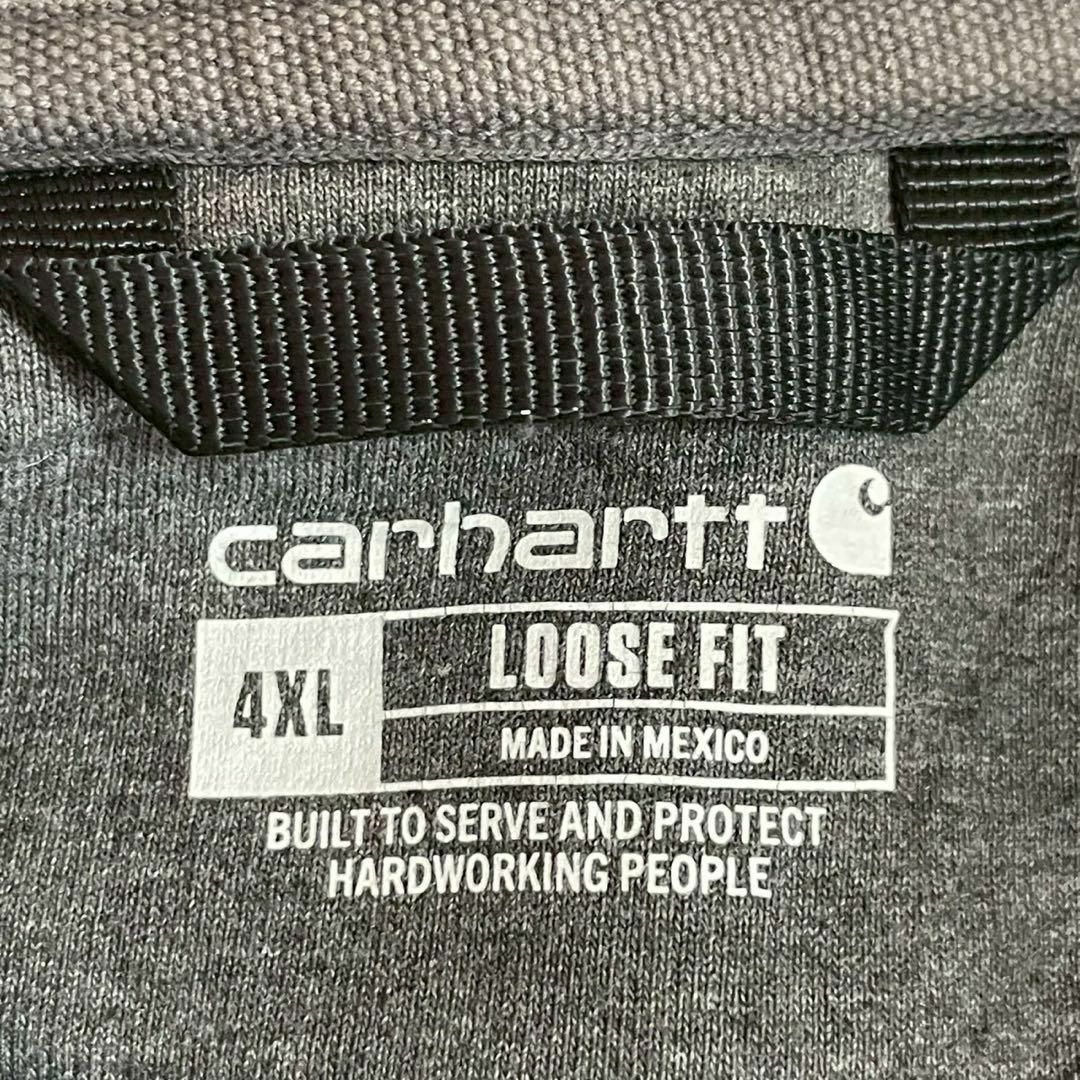 carhartt
4XL
LOOSE FIT
MADE IN MEXICO
BUILT TO SERVE AND PROTECT
HARDWORKING PEOPLE